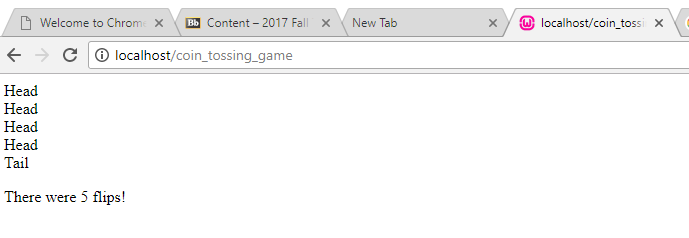 Welcome to Chrome
Bb Content – 2017 Fall
New Tab
localhost/coin_tossi
localhost/coin_tossing_game
Head
Head
Head
Head
Tail
There were 5 flips!